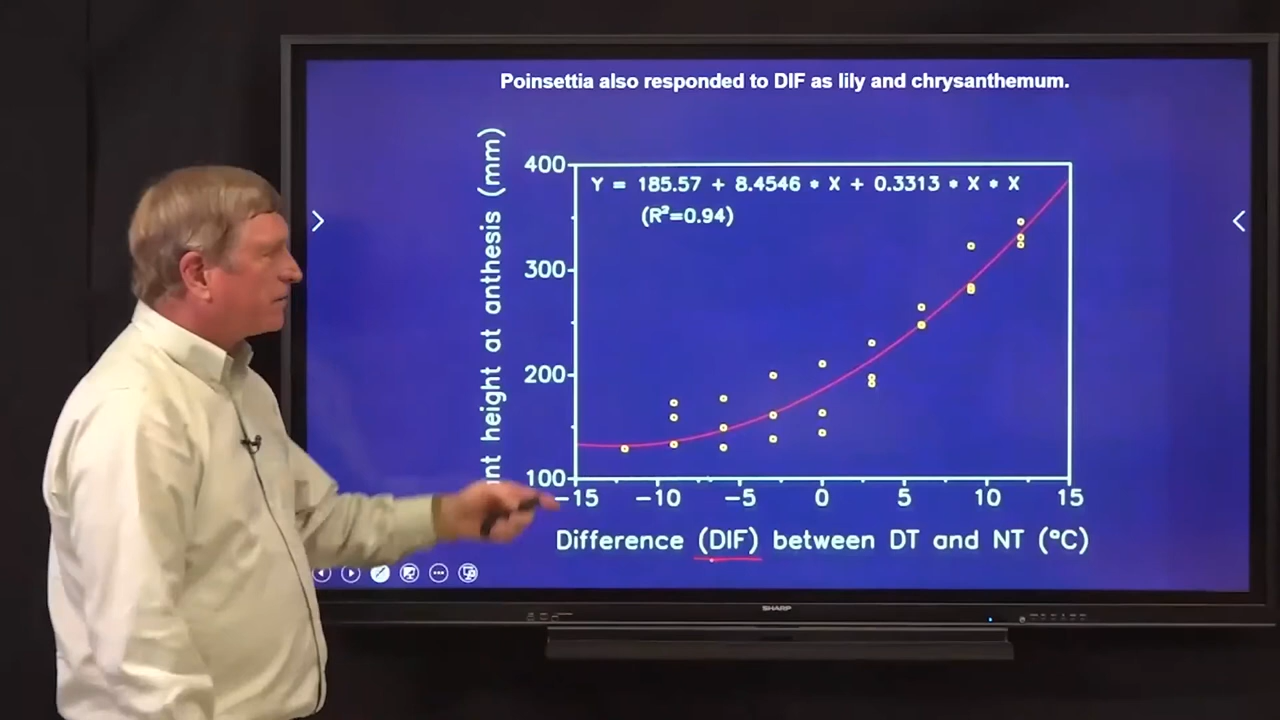 Poinsettia also responded to DIF as lily and chrysanthemum.
400
Y = 185.57 + 8.4546 * X + 0.3313 * X * X
(R²=0.94)
300
200
100
height at anthesis (mm)
-15 -10 -5 0 5 10 15
Difference (DIF) between DT and NT (°C)
SHARP